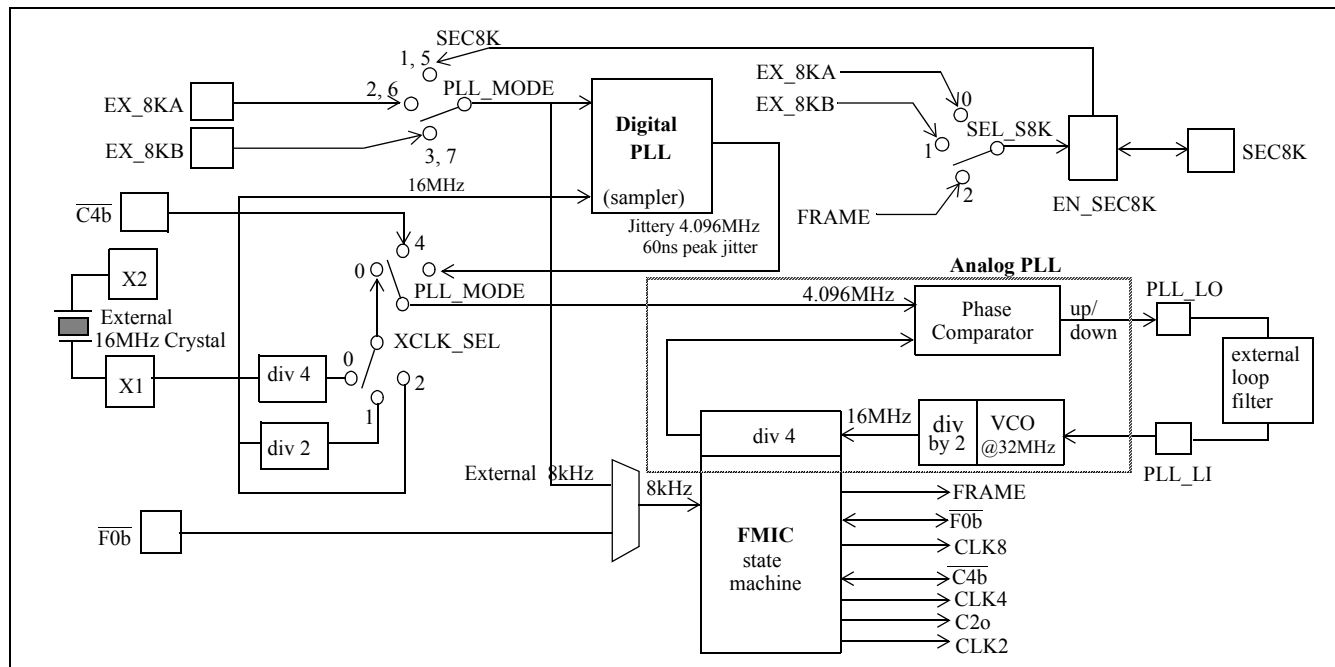 SEC8K
1, 5
EX_8KA
2, 6
PLL_MODE
EX_8KB
3, 7
Digital
PLL
(sampler)
16MHz
EX_8KA
EX_8KB
0
1
SEL_S8K
2
FRAME
EN_SEC8K
SEC8K
C4b
Jittery 4.096MHz
60ns peak jitter
4
0
PLL_MODE
X2
External
16MHz Crystal
X1
div 4
0
XCLK_SEL
2
1
div 2
Analog PLL
4.096MHz
Phase
Comparator
up/
down
PLL_LO
external
loop
filter
PLL_LI
16MHz
div
by 2
VCO
@32MHz
div 4
External 8kHz
8kHz
F0b
FMIC
state
machine
FRAME
F0b
CLK8
C4b
CLK4
C2o
CLK2